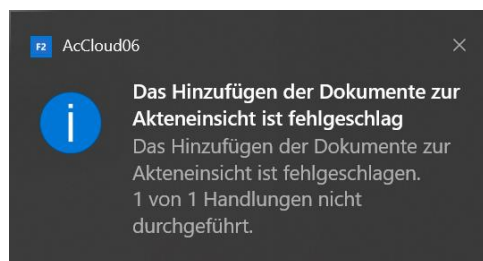 F2 AcCloud06
Das Hinzufügen der Dokumente zur
Akteneinsicht ist fehlgeschlag
Das Hinzufügen der Dokumente zur
Akteneinsicht ist fehlgeschlagen.
1 von 1 Handlungen nicht
durchgeführt.